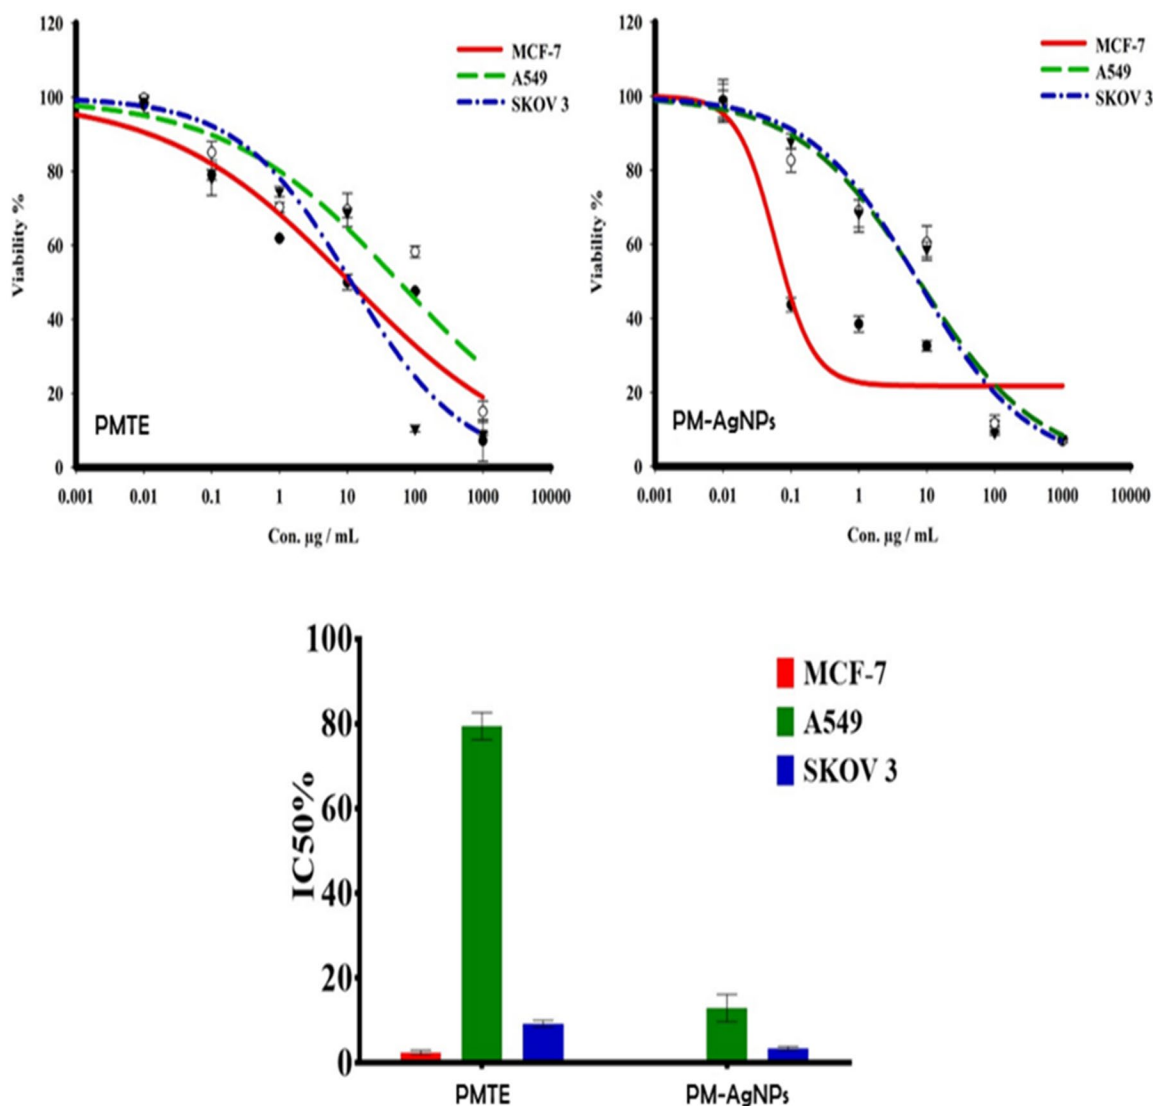 120
100
80
60
40
20
0
Viability %
MCF-7
A549
SKOV 3
PMTE
0.001 0.01 0.1 1 10 100 1000 10000
Con. µg / mL
120
100
80
60
40
20
0
Viability %
MCF-7
A549
SKOV 3
PM-AgNPs
0.001 0.01 0.1 1 10 100 1000 10000
Con. µg / mL
100
80
60
40
20
0
IC50%
MCF-7
A549
SKOV 3
PMTE PM-AgNPs